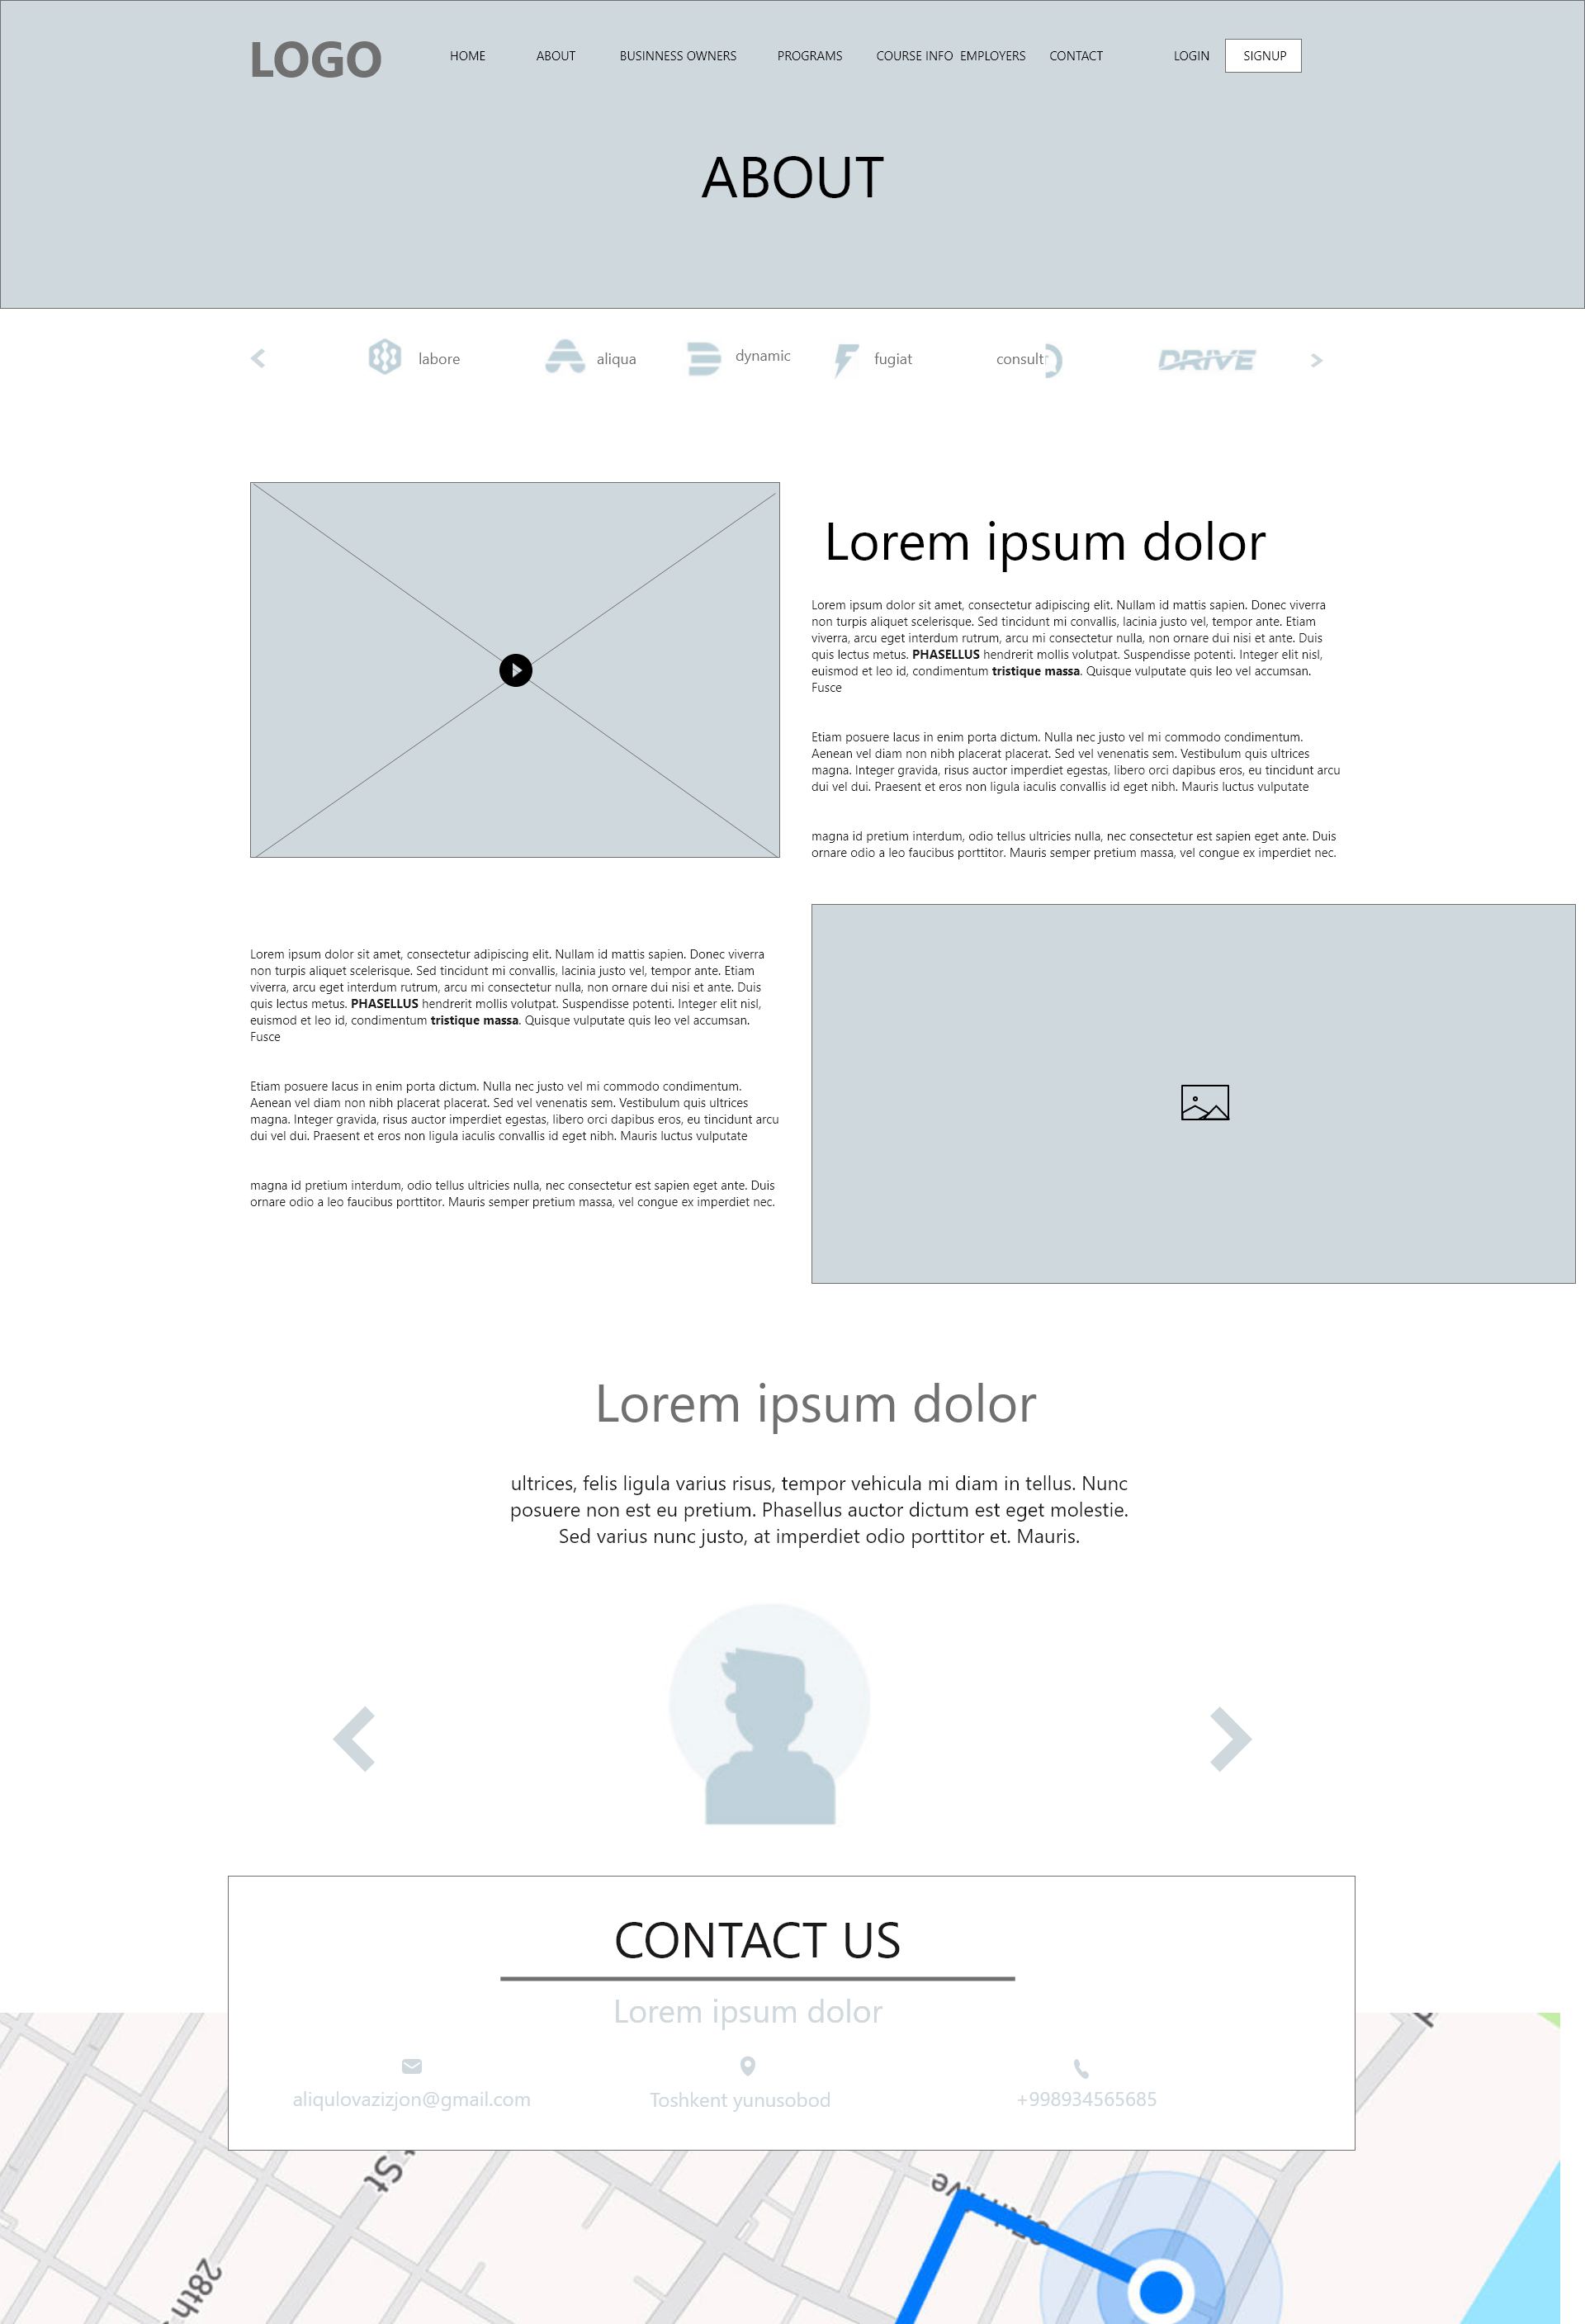 LOGO
HOME ABOUT BUSINNESS OWNERS PROGRAMS COURSE INFO EMPLOYERS CONTACT LOGIN SIGNUP
ABOUT
labore aliqua dynamic fugiat consultr DRIVE
Lorem ipsum dolor
Lorem ipsum dolor sit amet, consectetur adipiscing elit. Nullam id mattis sapien. Donec viverra
non turpis aliquet scelerisque. Sed tincidunt mi convallis, lacinia justo vel, tempor ante. Etiam
viverra, arcu eget interdum rutrum, arcu mi consectetur nulla, non ornare dui nisi et ante. Duis
quis lectus metus. PHASELLUS hendrerit mollis volutpat. Suspendisse potenti. Integer elit nisl,
euismod et leo id, condimentum tristique massa. Quisque vulputate quis leo vel accumsan.
Fusce
Etiam posuere lacus in enim porta dictum. Nulla nec justo vel mi commodo condimentum.
Aenean vel diam non nibh placerat placerat. Sed vel venenatis sem. Vestibulum quis ultrices
magna. Integer gravida, risus auctor imperdiet egestas, libero orci dapibus eros, eu tincidunt arcu
dui vel dui. Praesent et eros non ligula iaculis convallis id eget nibh. Mauris luctus vulputate
magna id pretium interdum, odio tellus ultricies nulla, nec consectetur est sapien eget ante. Duis
ornare odio a leo faucibus porttitor. Mauris semper pretium massa, vel congue ex imperdiet nec.
Lorem ipsum dolor sit amet, consectetur adipiscing elit. Nullam id mattis sapien. Donec viverra
non turpis aliquet scelerisque. Sed tincidunt mi convallis, lacinia justo vel, tempor ante. Etiam
viverra, arcu eget interdum rutrum, arcu mi consectetur nulla, non ornare dui nisi et ante. Duis
quis lectus metus. PHASELLUS hendrerit mollis volutpat. Suspendisse potenti. Integer elit nisl,
euismod et leo id, condimentum tristique massa. Quisque vulputate quis leo vel accumsan.
Fusce
Etiam posuere lacus in enim porta dictum. Nulla nec justo vel mi commodo condimentum.
Aenean vel diam non nibh placerat placerat. Sed vel venenatis sem. Vestibulum quis ultrices
magna. Integer gravida, risus auctor imperdiet egestas, libero orci dapibus eros, eu tincidunt arcu
dui vel dui. Praesent et eros non ligula iaculis convallis id eget nibh. Mauris luctus vulputate
magna id pretium interdum, odio tellus ultricies nulla, nec consectetur est sapien eget ante. Duis
ornare odio a leo faucibus porttitor. Mauris semper pretium massa, vel congue ex imperdiet nec.
Lorem ipsum dolor
ultrices, felis ligula varius risus, tempor vehicula mi diam in tellus. Nunc
posuere non est eu pretium. Phasellus auctor dictum est eget molestie.
Sed varius nunc justo, at imperdiet odio porttitor et. Mauris.
CONTACT US
Lorem ipsum dolor
aliqulovazizjon@gmail.com Toshkent yunusobod +998934565685
St
Ave
28th